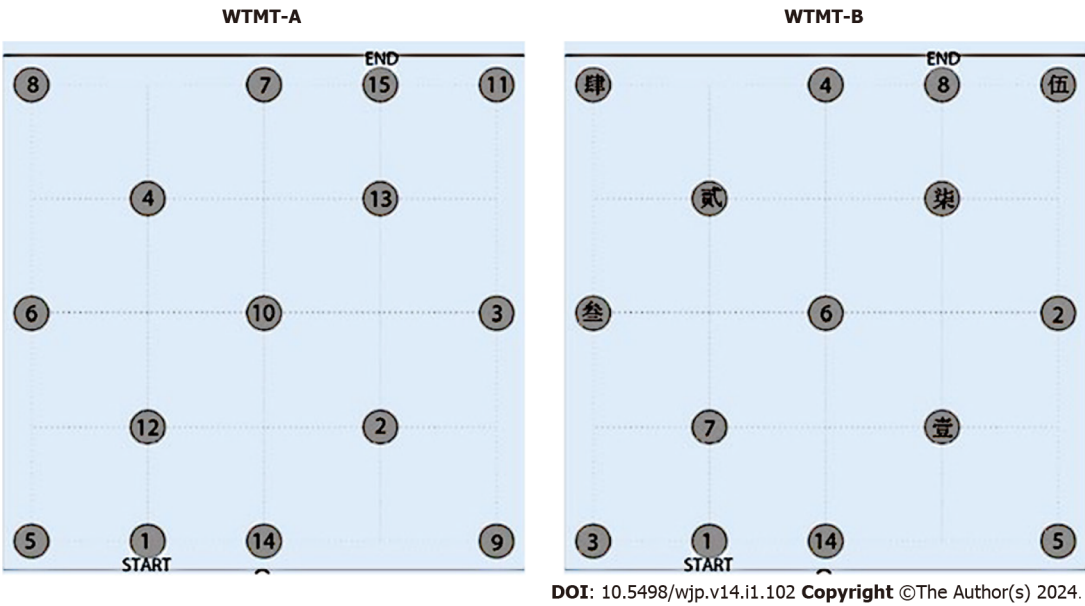 WTMT-A WTMT-B
END END
8 7 15 11 肆 4 8 伍
4 13 贰 柒
6 10 3 叁 6 2
12 2 7 壹
5 1 14 9 3 1 14 5
START START
DOI: 10.5498/wjp.v14.i1.102 Copyright ©The Author(s) 2024.